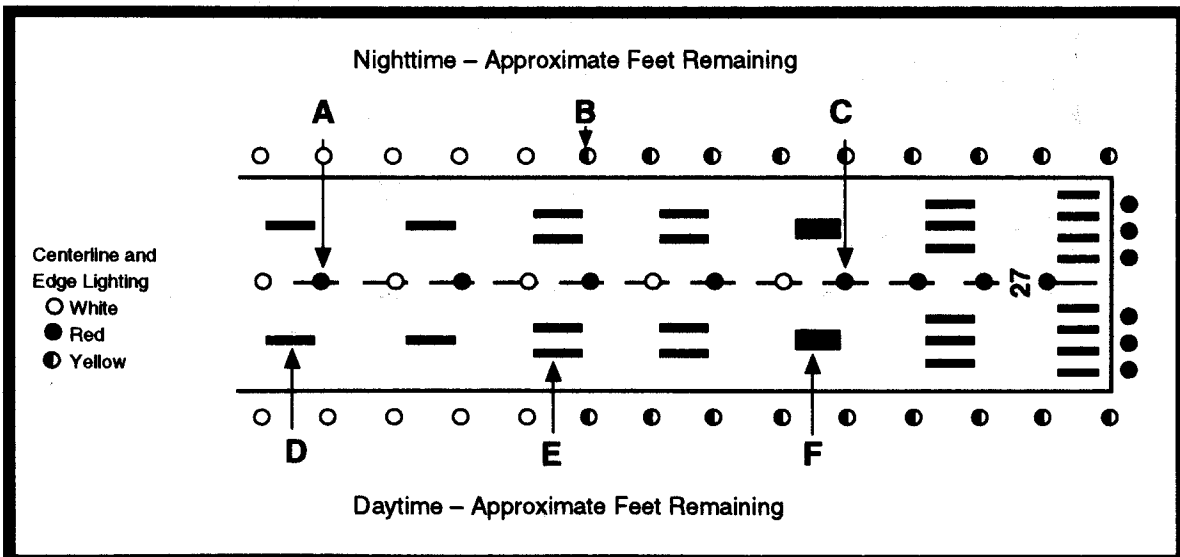 Nighttime – Approximate Feet Remaining
A B C
Centerline and
Edge Lighting
White
Red
Yellow
27
D E F
Daytime – Approximate Feet Remaining